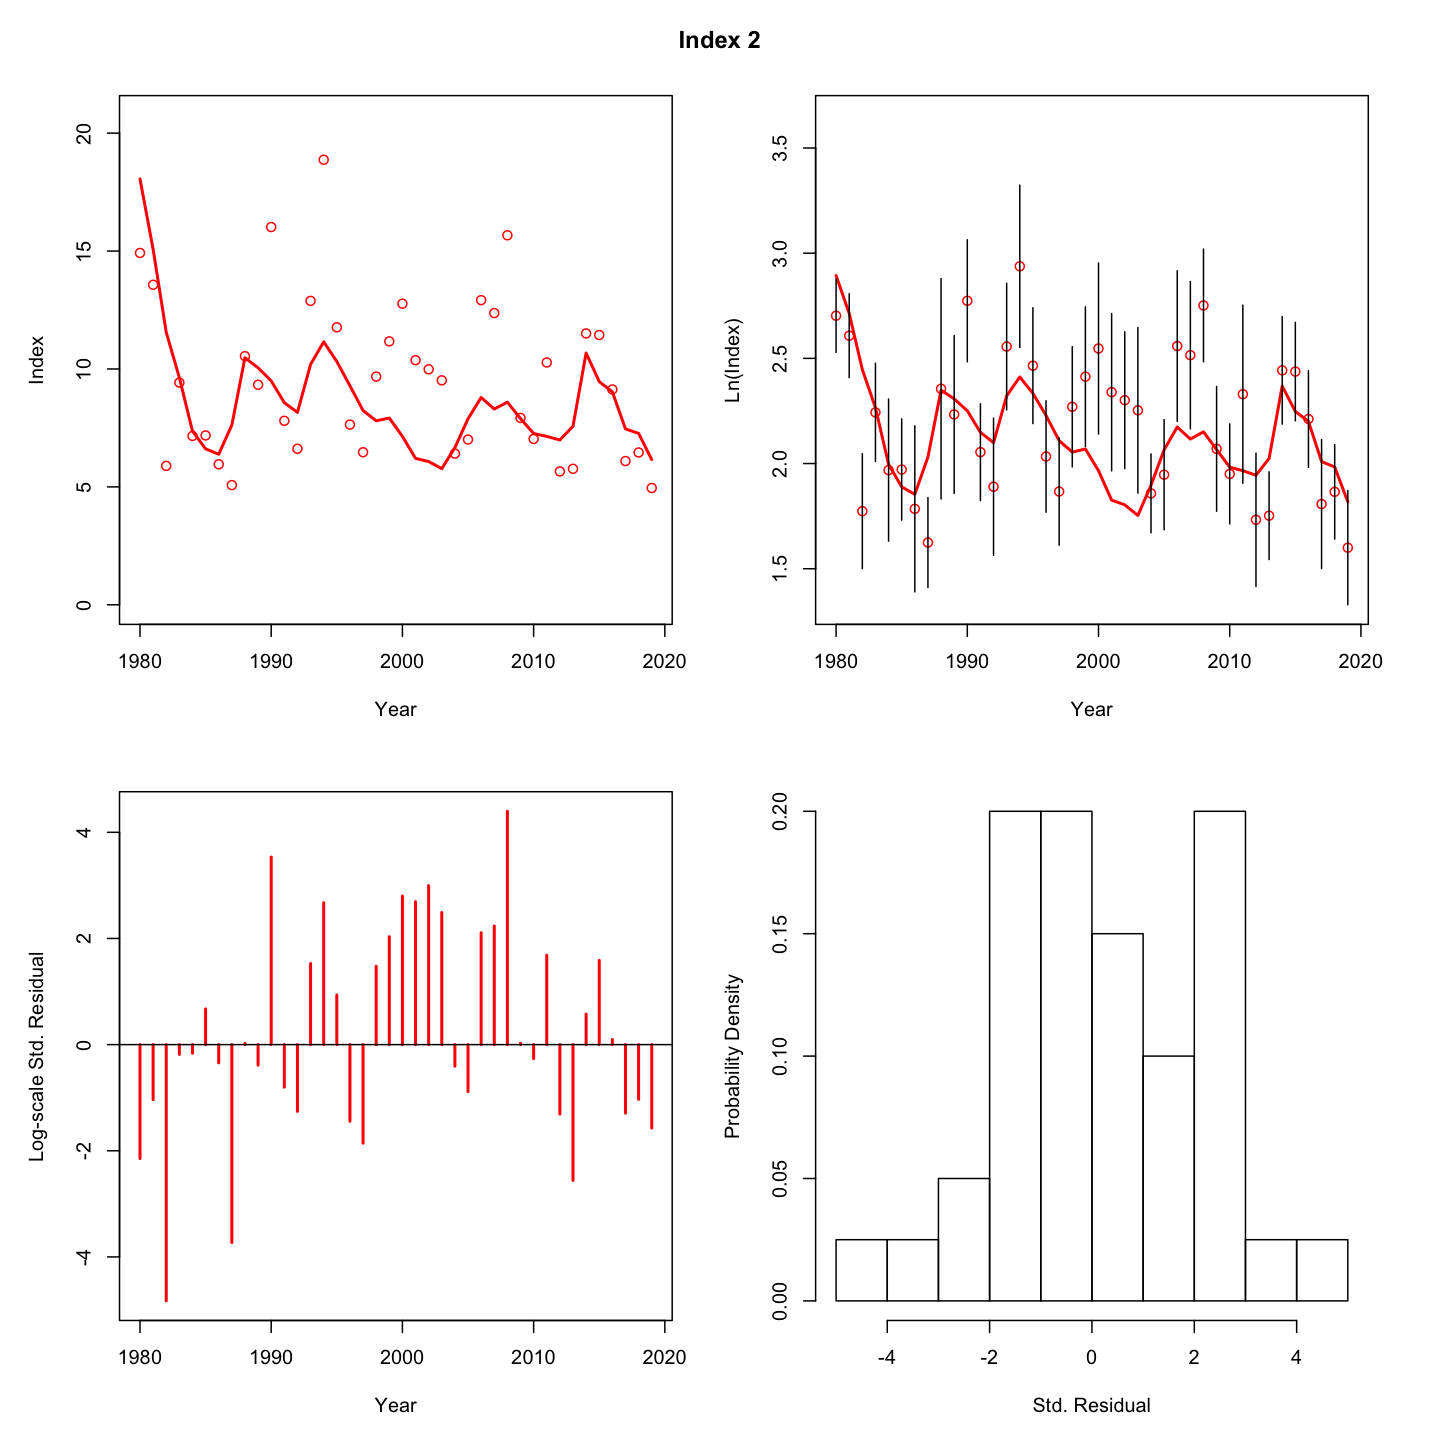 Index 2
Index
20
15
10
5
0
1980 1990 2000 2010 2020
Year
Ln(Index)
3.5
3.0
2.5
2.0
1.5
1980 1990 2000 2010 2020
Year
Log-scale Std. Residual
4
2
0
-2
-4
1980 1990 2000 2010 2020
Year
Probability Density
0.20
0.15
0.10
0.05
0.00
-4 -2 0 2 4
Std. Residual